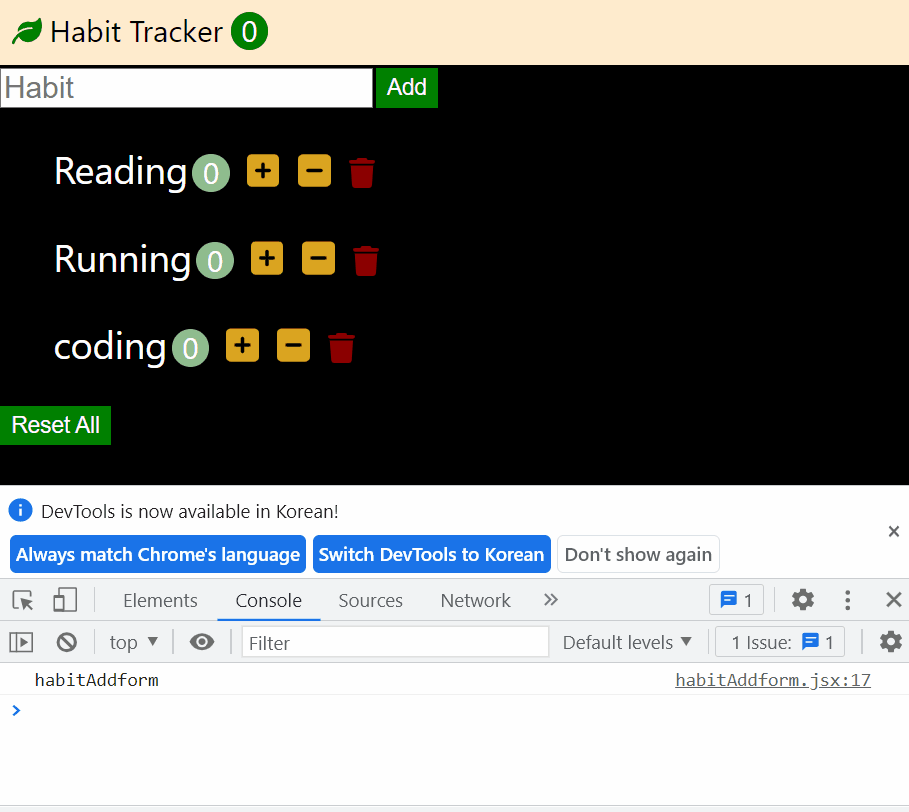 Habit Tracker 0
Habit Add
Reading 0 + −
Running 0 + −
coding 0 + −
Reset All
DevTools is now available in Korean!
Always match Chrome's language Switch DevTools to Korean Don't show again
Elements Console Sources Network » 1
top ▼ Filter Default levels ▼ 1 Issue: 1
habitAddform habitAddform.jsx:17